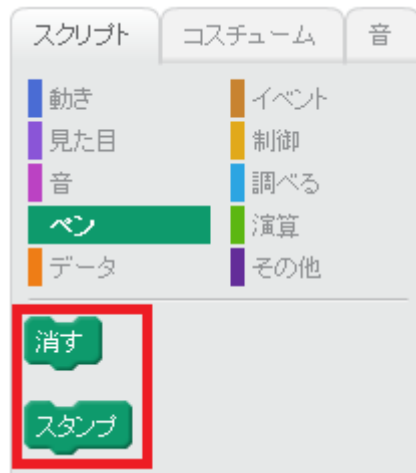 スクリプト コスチューム 音
動き イベント
見た目 制御
音 調べる
ペン 演算
データ その他
消す
スタンプ